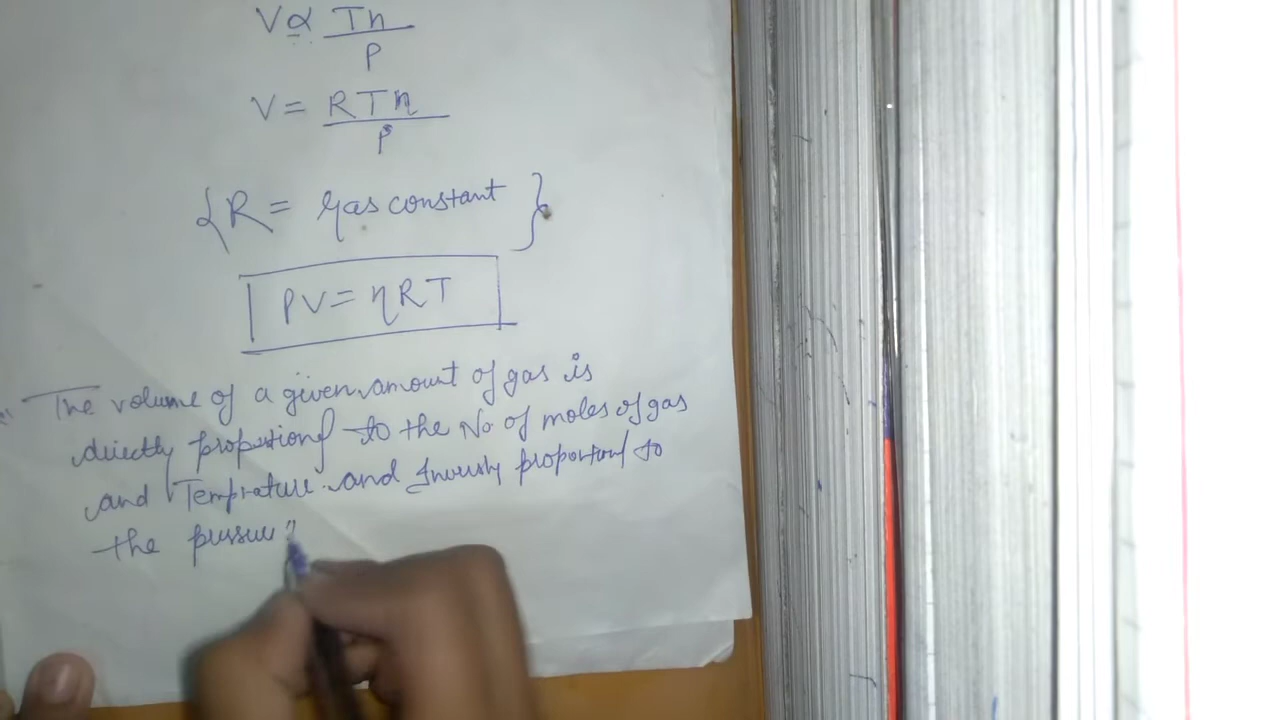 V α Tn
P
V = RTn
P
{R = gas constant}
PV = nRT
" The volume of a given amount of gas is
directly proportional to the No of moles of gas
and Temprature and Inversly proportional to
the pressure"